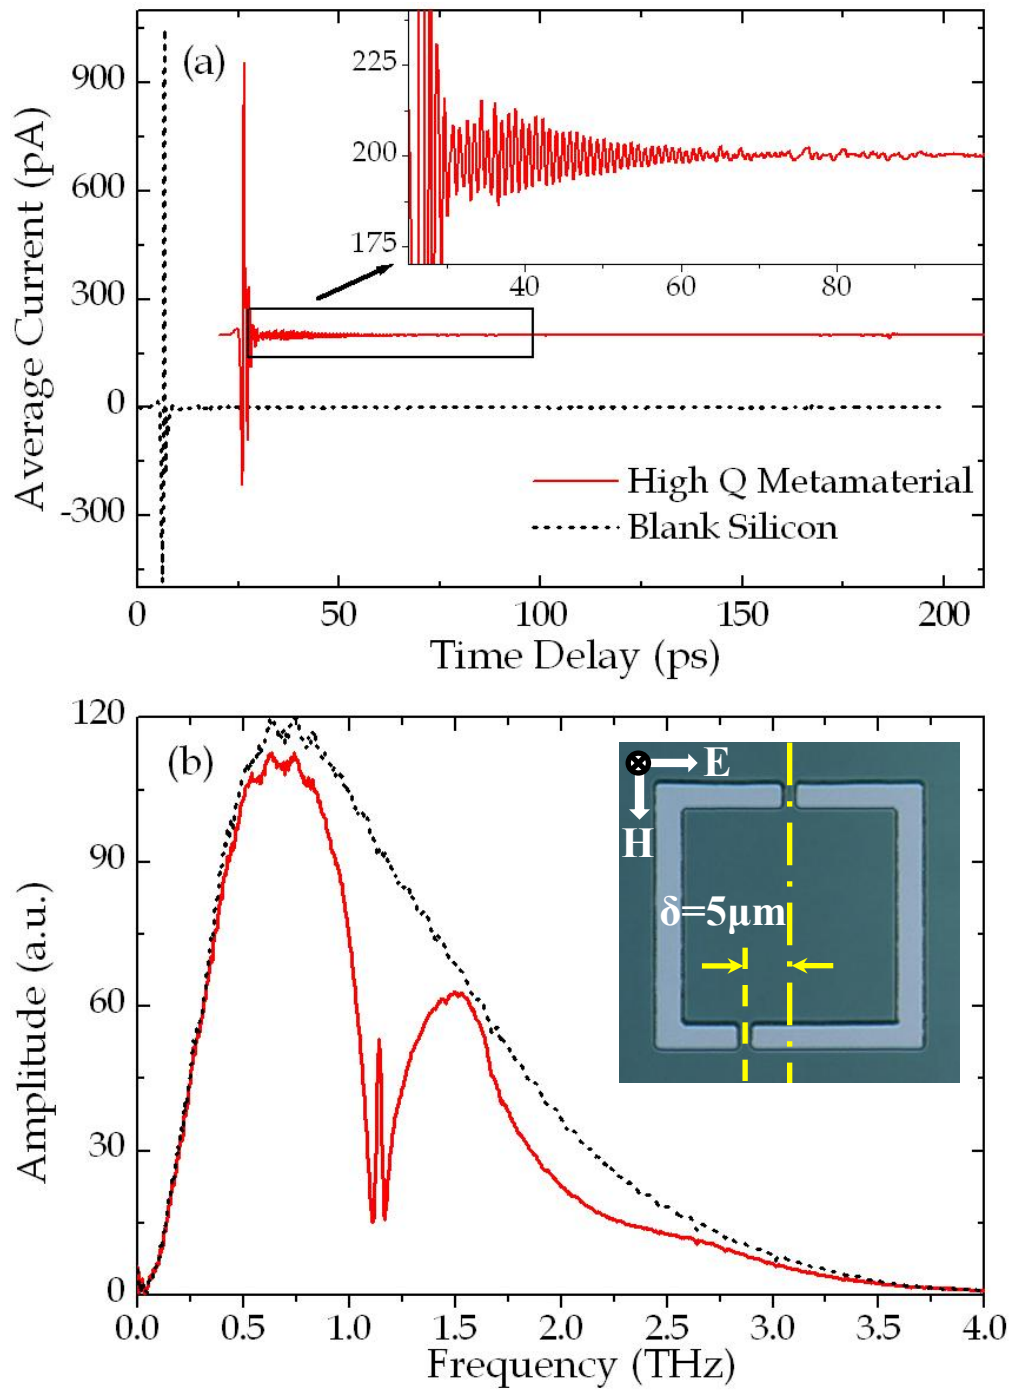 (a)
Average Current (pA)
900
600
300
0
-300
225
200
175
40 60 80
High Q Metamaterial
Blank Silicon
0 50 100 150 200
Time Delay (ps)
(b)
Amplitude (a.u.)
120
90
60
30
0
E
H
δ=5μm
0.0 0.5 1.0 1.5 2.0 2.5 3.0 3.5 4.0
Frequency (THz)